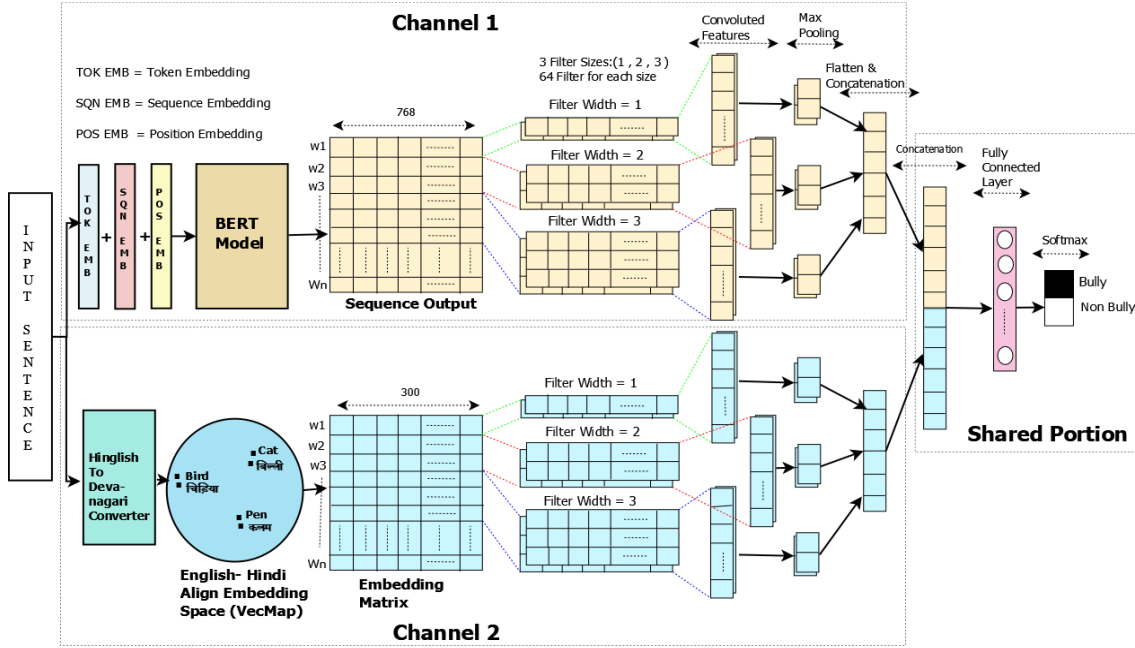 Channel 1
Convoluted
Features
Max
Pooling
TOK EMB = Token Embedding
SQN EMB = Sequence Embedding
POS EMB = Position Embedding
3 Filter Sizes:(1 , 2 , 3 )
64 Filter for each size
Flatten &
Concatenation
768
Filter Width = 1
w1
w2
w3
Wn
Filter Width = 2
Filter Width = 3
Concatenation
Fully
Connected
Layer
Softmax
Bully
Non Bully
INPUT SENTENCE
TOK EMB
+
SQN EMB
+
POS EMB
BERT
Model
Sequence Output
300
Filter Width = 1
w1
w2
w3
Wn
Filter Width = 2
Filter Width = 3
Hinglish
To
Deva-
nagari
Converter
Cat
बिल्ली
Bird
चिड़िया
Pen
कलम
English- Hindi
Align Embedding
Space (VecMap)
Embedding
Matrix
Shared Portion
Channel 2